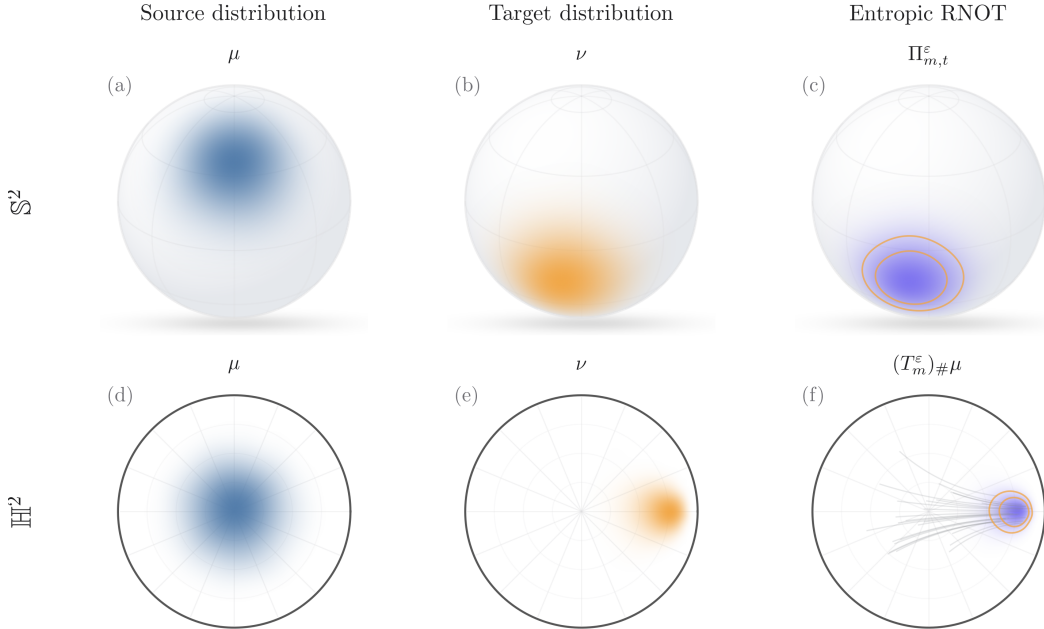 Source distribution
Target distribution
Entropic RNOT
μ
ν
Π^ε_{m,t}
(a)
(b)
(c)
𝕊²
μ
ν
(T^ε_m)_#μ
(d)
(e)
(f)
ℍ²